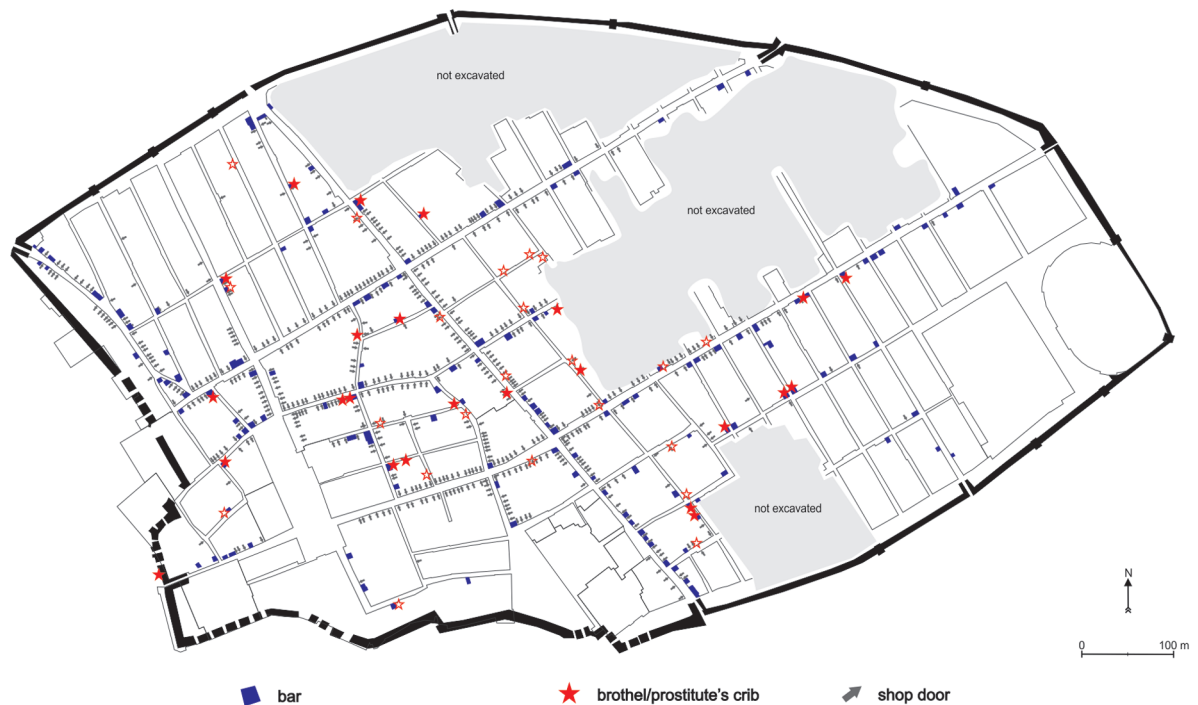 not excavated
not excavated
not excavated
N
0 100 m
bar
brothel/prostitute's crib
shop door